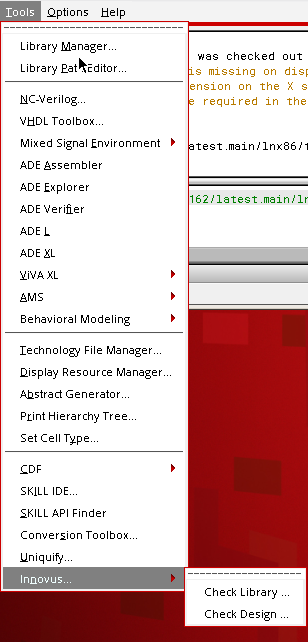 Tools Options Help
Library Manager...
was checked out
Library Path Editor...
is missing on disp
ension on the X s
NC-Verilog...
e required in the
VHDL Toolbox...
Mixed Signal Environment
atest.main/lnx86/
ADE Assembler
ADE Explorer
162/latest.main/ln
ADE Verifier
ADE L
ADE XL
ViVA XL
AMS
Behavioral Modeling
Technology File Manager...
Display Resource Manager...
Abstract Generator...
Print Hierarchy Tree...
Set Cell Type...
CDF
SKILL IDE...
SKILL API Finder
Conversion Toolbox...
Uniquify...
Innovus...
Check Library ...
Check Design ...